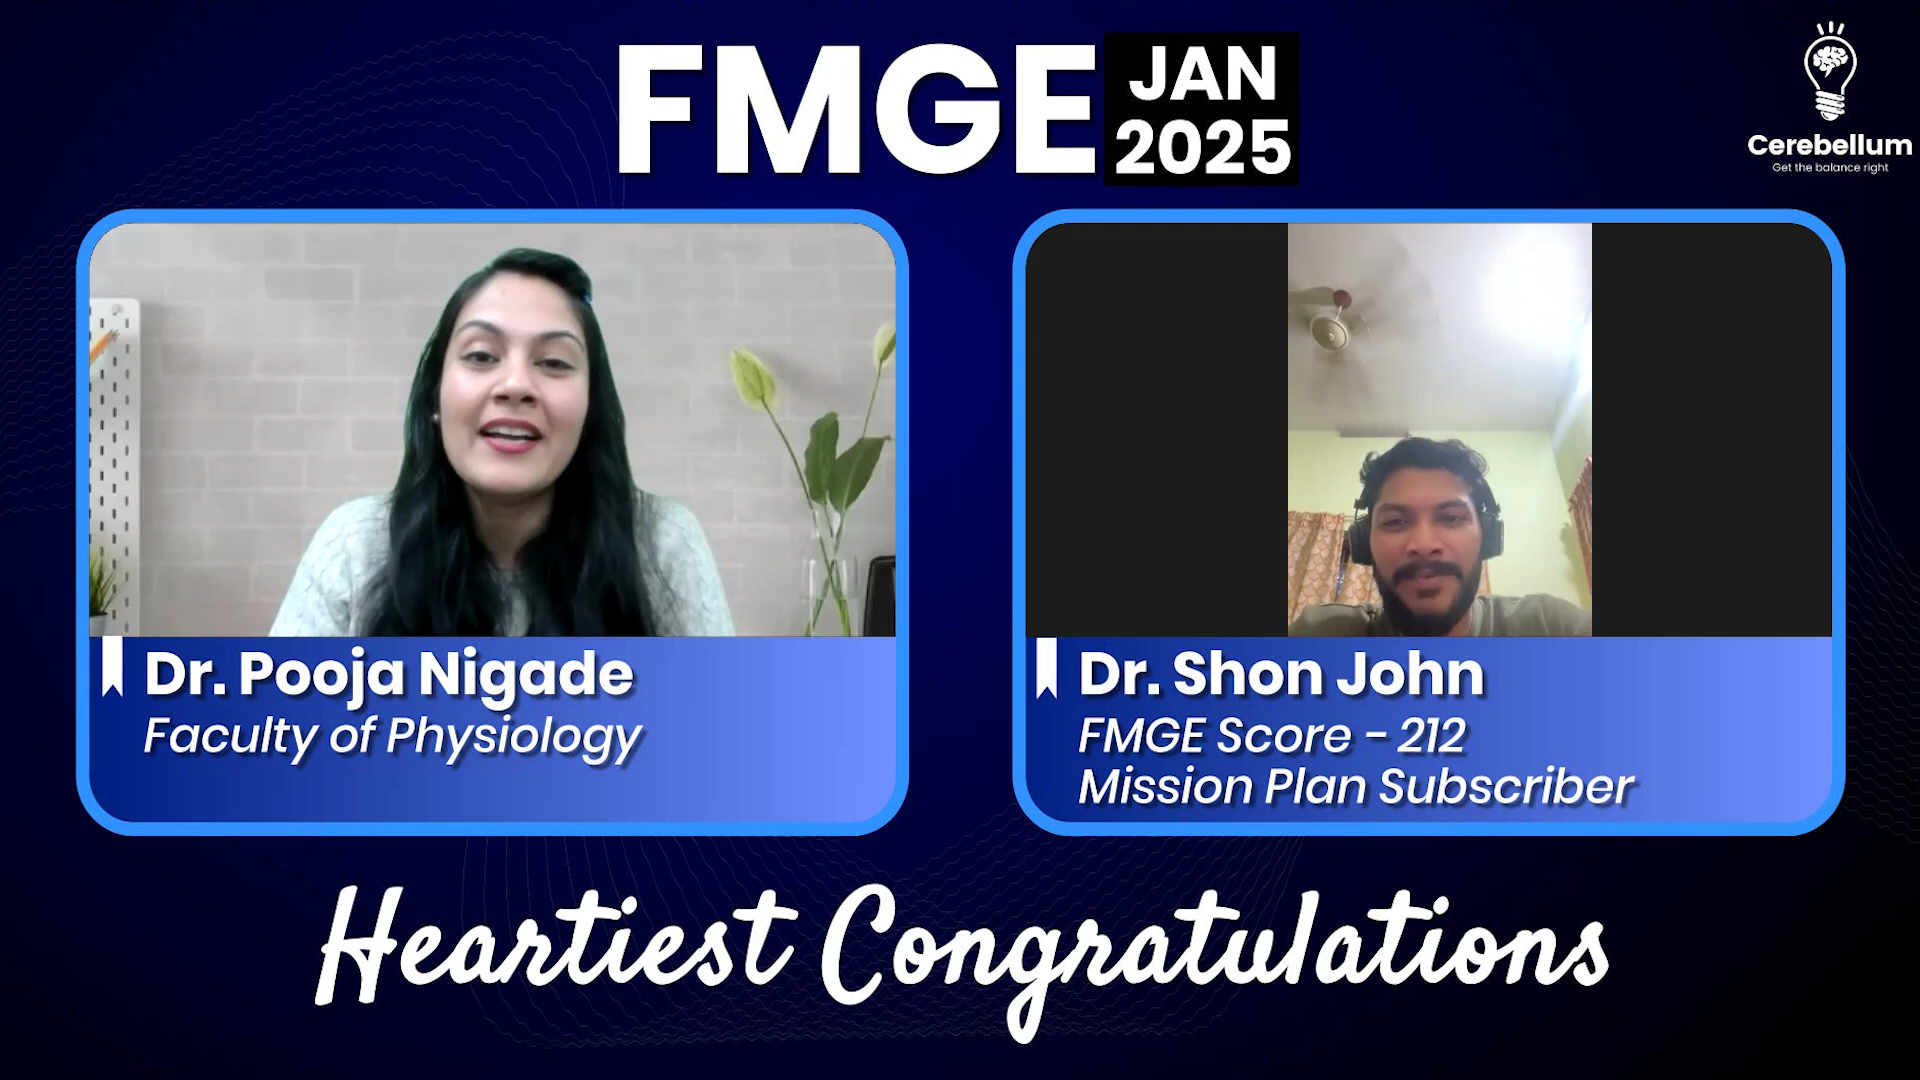 FMGE
JAN
2025
Cerebellum
Get the balance right
Dr. Pooja Nigade
Faculty of Physiology
Dr. Shon John
FMGE Score - 212
Mission Plan Subscriber
Heartiest Congratulations